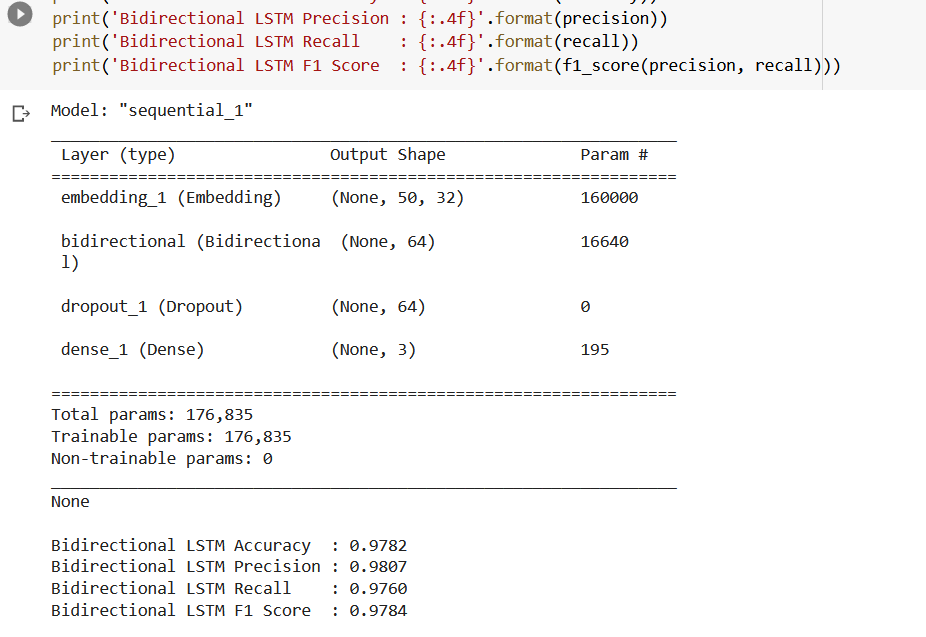 print('Bidirectional LSTM Precision : {:.4f}'.format(precision))
print('Bidirectional LSTM Recall    : {:.4f}'.format(recall))
print('Bidirectional LSTM F1 Score  : {:.4f}'.format(f1_score(precision, recall)))
Model: "sequential_1"
Layer (type)                Output Shape              Param #
=================================================================
embedding_1 (Embedding)     (None, 50, 32)            160000
bidirectional (Bidirectiona  (None, 64)               16640
l)
dropout_1 (Dropout)         (None, 64)                0
dense_1 (Dense)             (None, 3)                 195
=================================================================
Total params: 176,835
Trainable params: 176,835
Non-trainable params: 0
_________________________________________________________________
None
Bidirectional LSTM Accuracy  : 0.9782
Bidirectional LSTM Precision : 0.9807
Bidirectional LSTM Recall    : 0.9760
Bidirectional LSTM F1 Score  : 0.9784